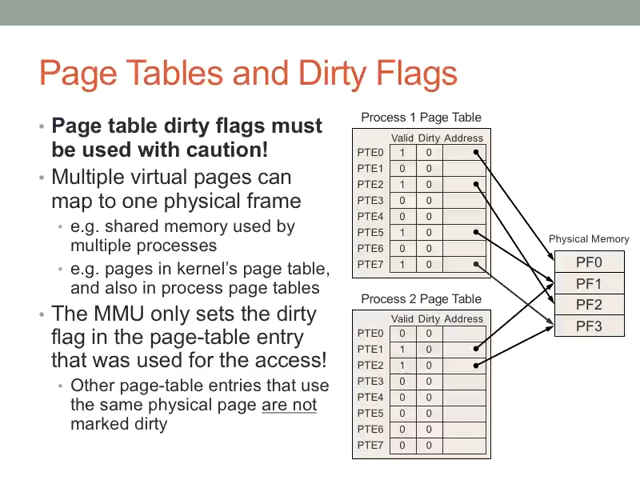 Page Tables and Dirty Flags
• Page table dirty flags must
be used with caution!
• Multiple virtual pages can
map to one physical frame
• e.g. shared memory used by
multiple processes
• e.g. pages in kernel's page table,
and also in process page tables
• The MMU only sets the dirty
flag in the page-table entry
that was used for the access!
• Other page-table entries that use
the same physical page are not
marked dirty
Process 1 Page Table
Valid Dirty Address
PTE0 1 0
PTE1 0 0
PTE2 1 0
PTE3 0 0
PTE4 0 0
PTE5 1 0
PTE6 0 0
PTE7 1 0
Process 2 Page Table
Valid Dirty Address
PTE0 0 0
PTE1 1 0
PTE2 1 0
PTE3 0 0
PTE4 0 0
PTE5 0 0
PTE6 0 0
PTE7 0 0
Physical Memory
PF0
PF1
PF2
PF3